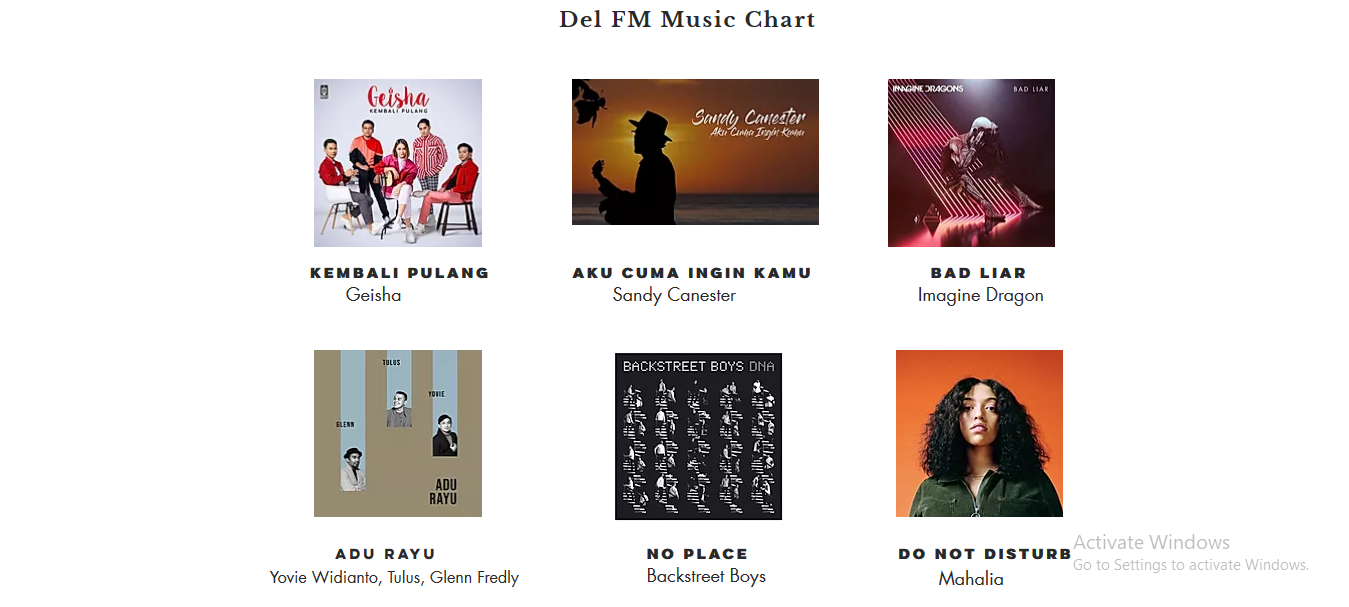 Del FM Music Chart
Geisha
KEMBALI PULANG
Sandy Canester
Aku Cuma Ingin Kamu
IMAGINE DRAGONS
BAD LIAR
KEMBALI PULANG
Geisha
AKU CUMA INGIN KAMU
Sandy Canester
BAD LIAR
Imagine Dragon
TULUS
YOVIE
GLENN
ADU
RAYU
BACKSTREET BOYS DNA
ADU RAYU
Yovie Widianto, Tulus, Glenn Fredly
NO PLACE
Backstreet Boys
DO NOT DISTURB
Mahalia
Activate Windows
Go to Settings to activate Windows.